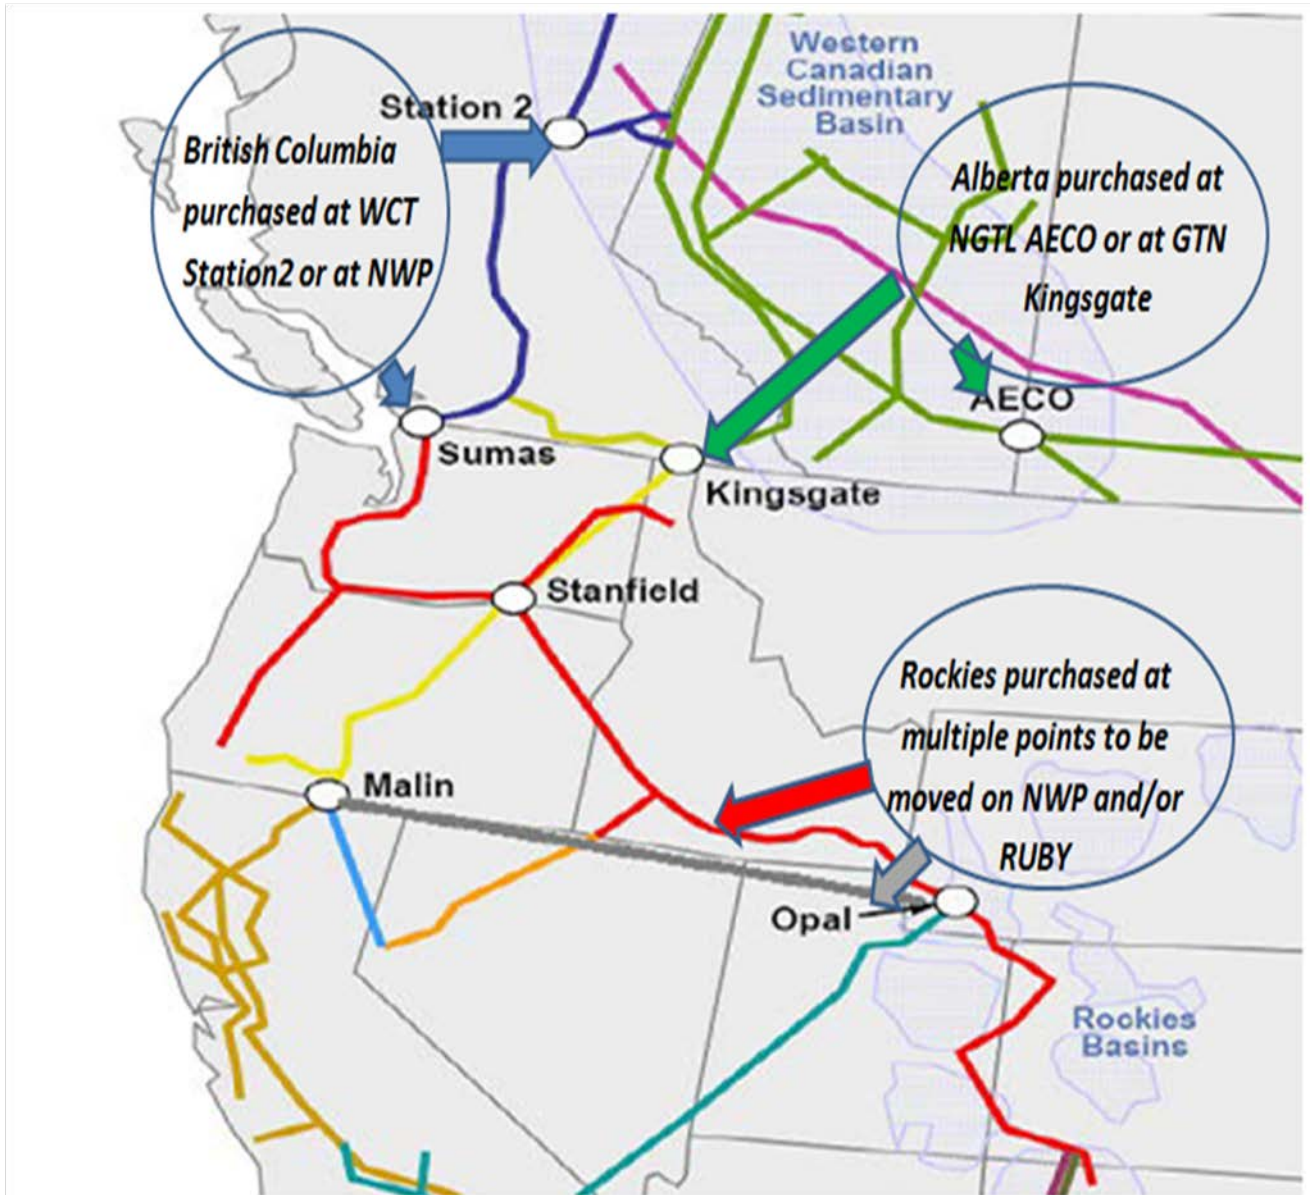 Western
Canadian
Sedimentary
Basin
Station 2
British Columbia
purchased at WCT
Station2 or at NWP
Alberta purchased at
NGTL AECO or at GTN
Kingsgate
AECO
Sumas
Kingsgate
Stanfield
Rockies purchased at
multiple points to be
moved on NWP and/or
RUBY
Malin
Opal
Rockies
Basins